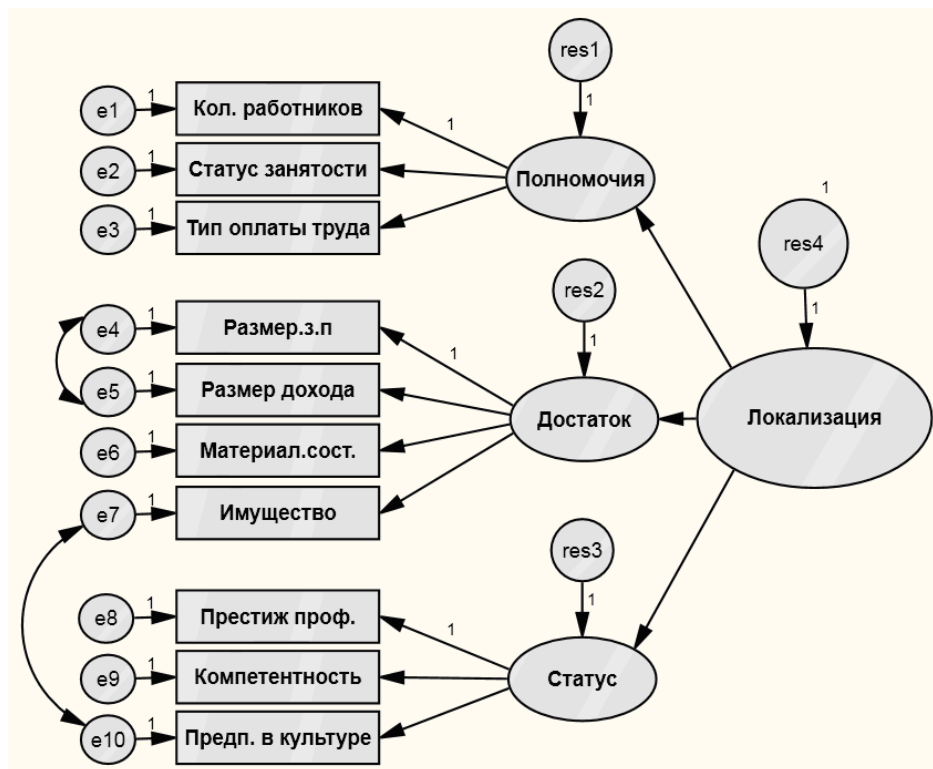 res1
1
e1
1
Кол. работников
1
e2
1
Статус занятости
Полномочия
1
e3
1
Тип оплаты труда
res4
1
res2
1
e4
1
Размер.з.п
1
e5
1
Размер дохода
Достаток
Локализация
e6
1
Материал.сост.
e7
1
Имущество
res3
1
e8
1
Престиж проф.
1
e9
1
Компетентность
Статус
e10
1
Предп. в культуре